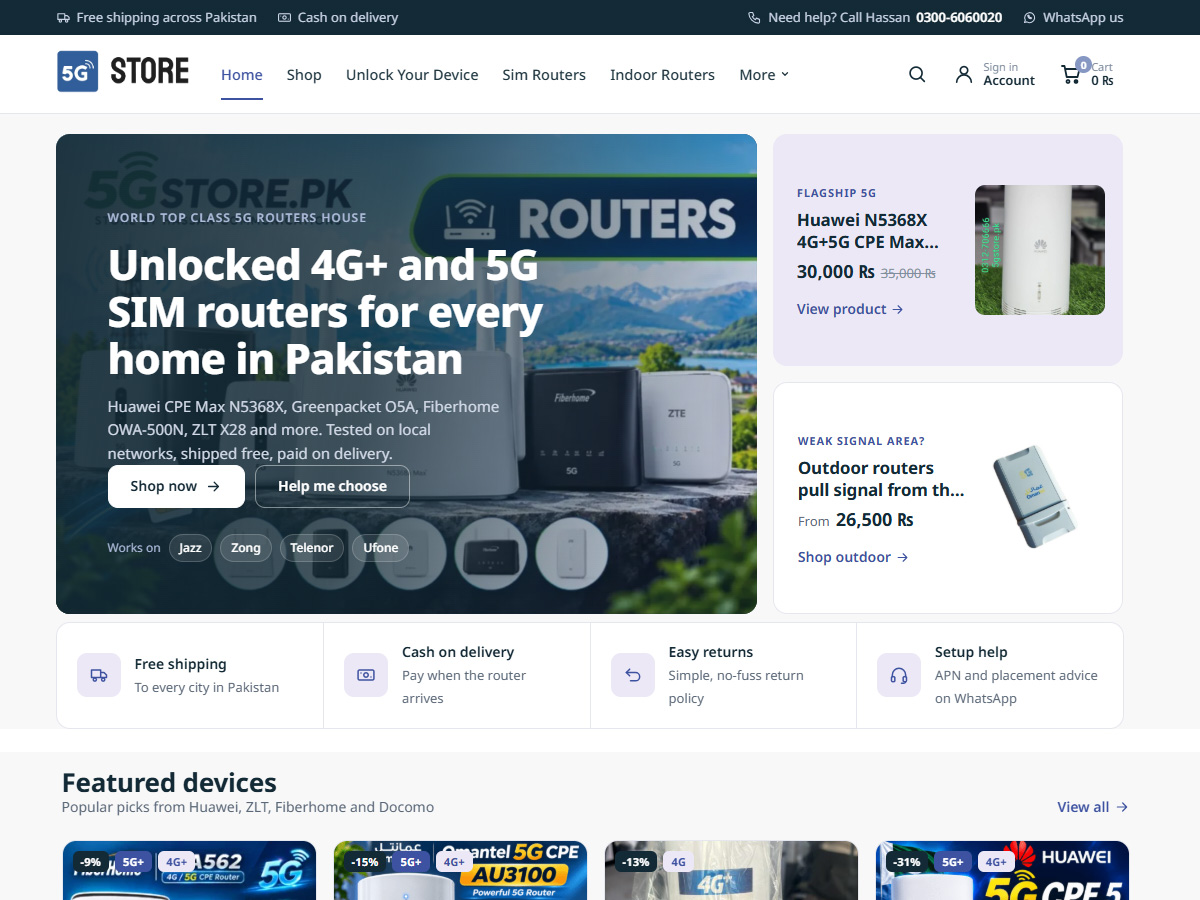 Free shipping across Pakistan
Cash on delivery
Need help? Call Hassan 0300-6060020
WhatsApp us
5G STORE
Home
Shop
Unlock Your Device
Sim Routers
Indoor Routers
More
Sign in
Account
0
Cart
0 ₨
5GSTORE.PK
ROUTERS
WORLD TOP CLASS 5G ROUTERS HOUSE
Unlocked 4G+ and 5G
SIM routers for every
home in Pakistan
Huawei CPE Max N5368X, Greenpacket O5A, Fiberhome
OWA-500N, ZLT X28 and more. Tested on local
networks, shipped free, paid on delivery.
Shop now →
Help me choose
Works on
Jazz
Zong
Telenor
Ufone
Fiberhome
5G
ZTE
5G
FLAGSHIP 5G
Huawei N5368X
4G+5G CPE Max...
30,000 ₨ 35,000 ₨
View product →
5gstore.pk
WEAK SIGNAL AREA?
Outdoor routers
pull signal from th...
From 26,500 ₨
Shop outdoor →
Free shipping
To every city in Pakistan
Cash on delivery
Pay when the router
arrives
Easy returns
Simple, no-fuss return
policy
Setup help
APN and placement advice
on WhatsApp
Featured devices
Popular picks from Huawei, ZLT, Fiberhome and Docomo
View all →
-9%
5G+
4G+
A562
4G / 5G CPE Router
5G
-15%
5G+
4G+
Omantel 5G CPE
AU3100
Powerful 5G Router
-13%
4G
4G+
-31%
5G+
4G+
HUAWEI
5G CPE 5